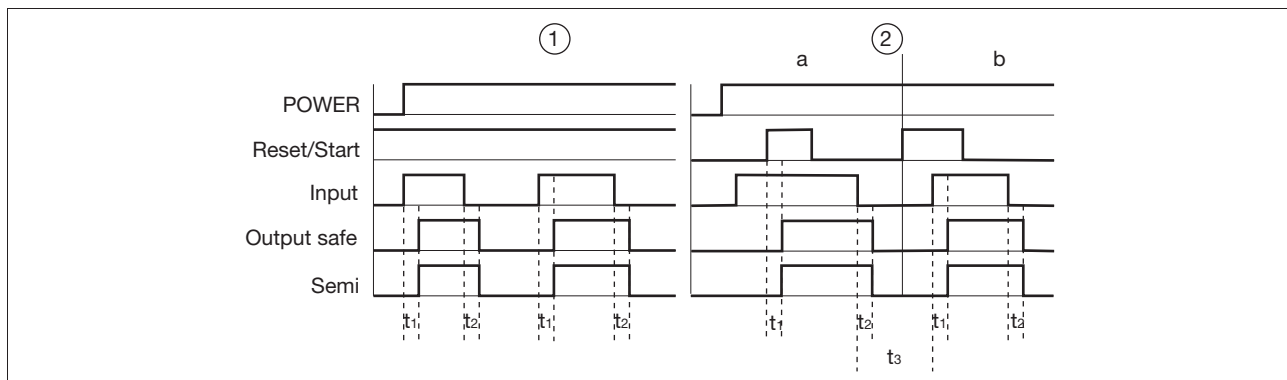 1 2
a b
POWER
Reset/Start
Input
Output safe
Semi
t1 t2 t1 t2 t1 t2 t1 t2
t3